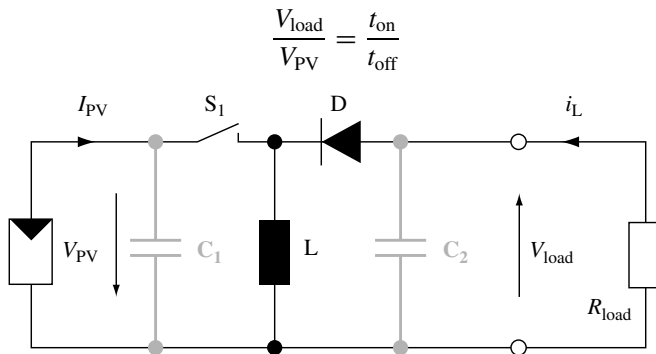 V_load / V_PV = t_on / t_off
I_PV S_1 D i_L
V_PV C_1 L C_2 V_load
R_load